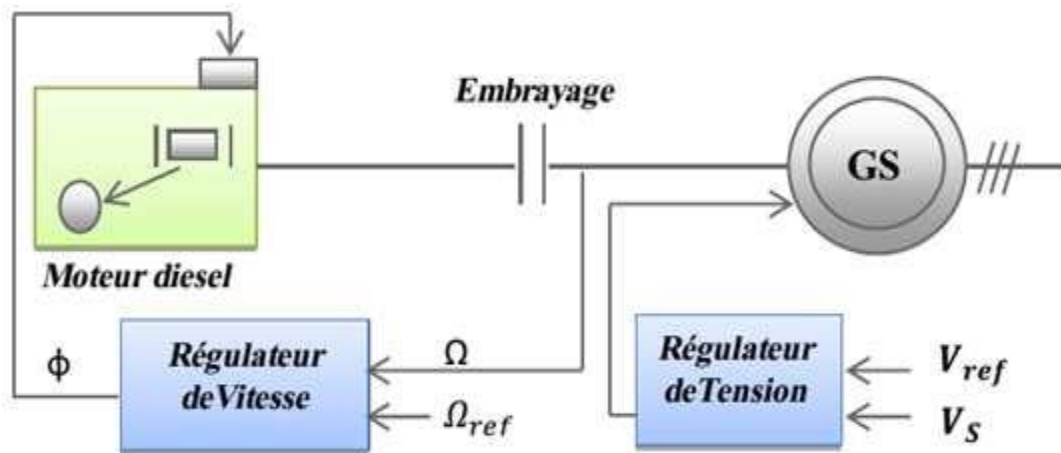 Embrayage
GS
Moteur diesel
ϕ
Régulateur
deVitesse
Ω
Ω_ref
Régulateur
deTension
V_ref
V_S